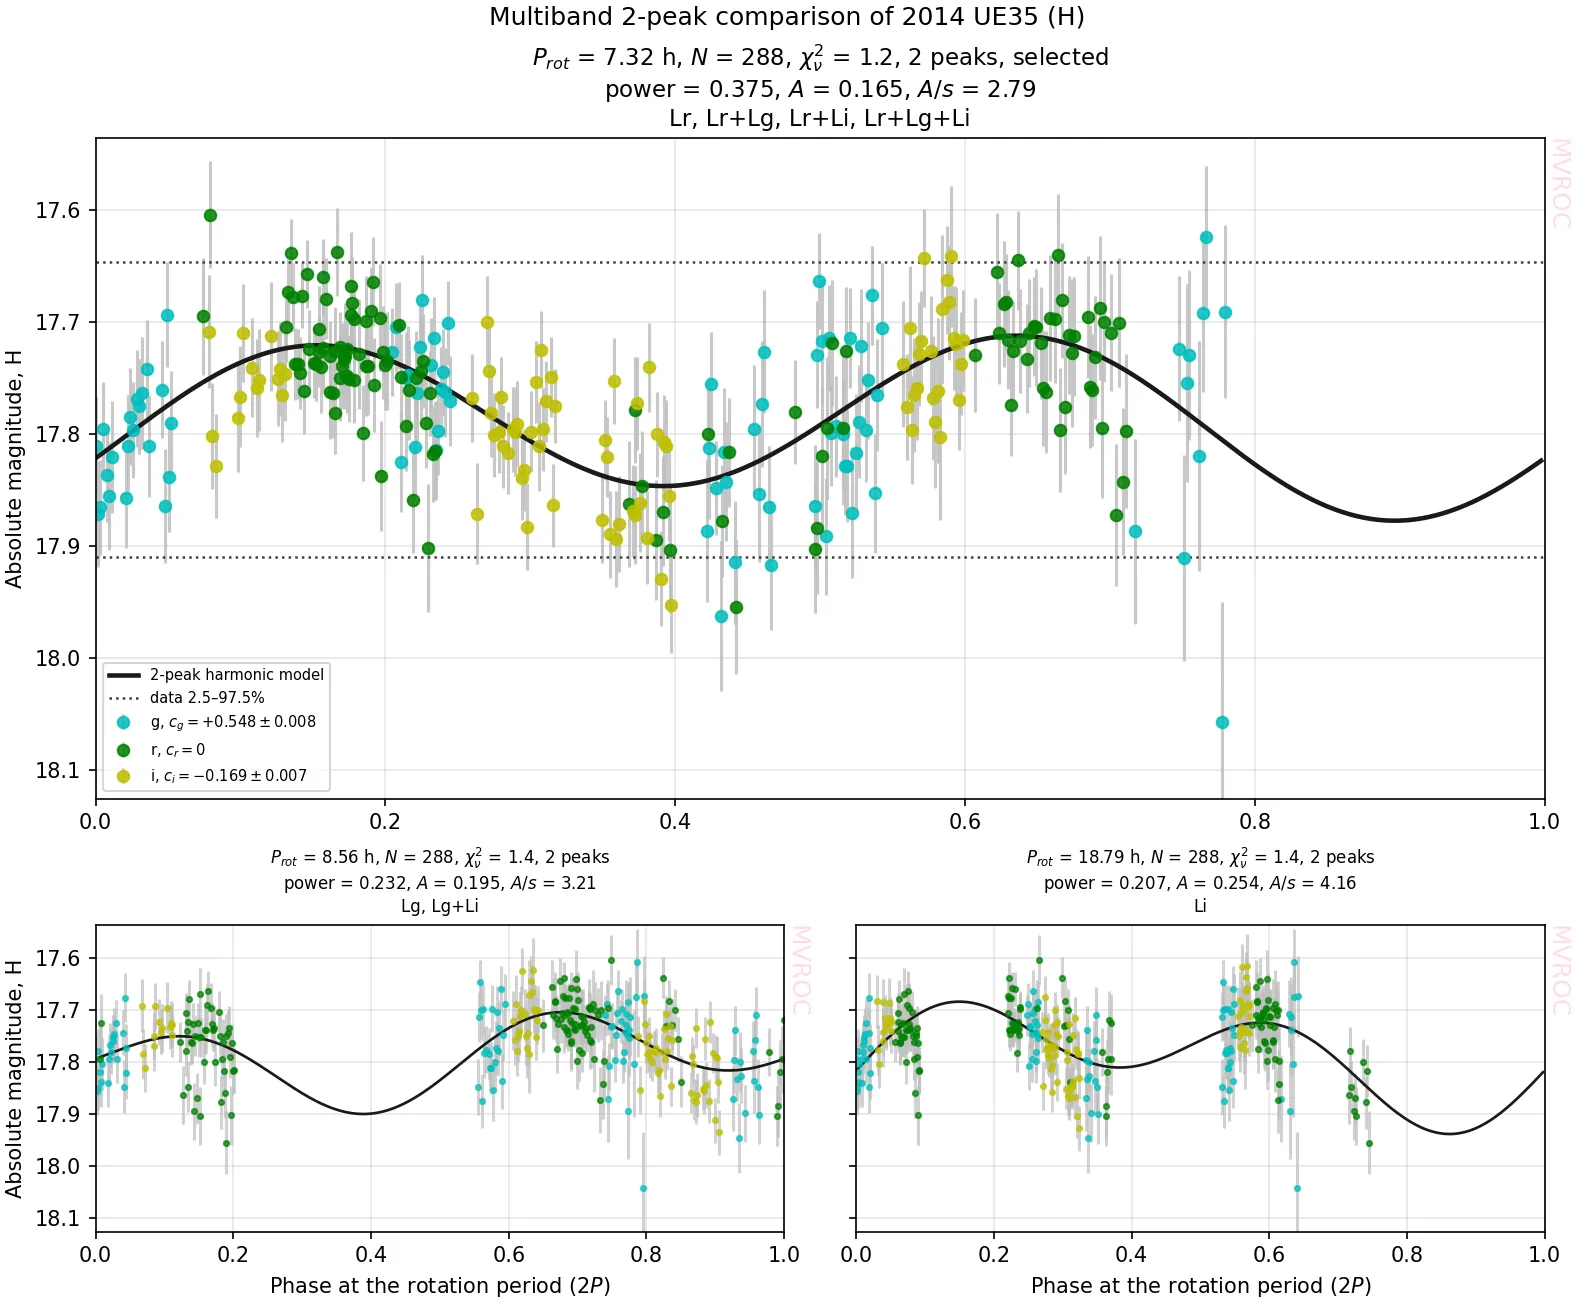 Multiband 2-peak comparison of 2014 UE35 (H)
P_rot = 7.32 h, N = 288, χ²_ν = 1.2, 2 peaks, selected
power = 0.375, A = 0.165, A/s = 2.79
Lr, Lr+Lg, Lr+Li, Lr+Lg+Li
MVROC
Absolute magnitude, H
17.6
17.7
17.8
17.9
18.0
18.1
2-peak harmonic model
data 2.5–97.5%
g, c_g = +0.548 ± 0.008
r, c_r = 0
i, c_i = −0.169 ± 0.007
0.0 0.2 0.4 0.6 0.8 1.0
P_rot = 8.56 h, N = 288, χ²_ν = 1.4, 2 peaks
power = 0.232, A = 0.195, A/s = 3.21
Lg, Lg+Li
MVROC
Absolute magnitude, H
17.6
17.7
17.8
17.9
18.0
18.1
0.0 0.2 0.4 0.6 0.8 1.0
Phase at the rotation period (2P)
P_rot = 18.79 h, N = 288, χ²_ν = 1.4, 2 peaks
power = 0.207, A = 0.254, A/s = 4.16
Li
MVROC
0.0 0.2 0.4 0.6 0.8 1.0
Phase at the rotation period (2P)